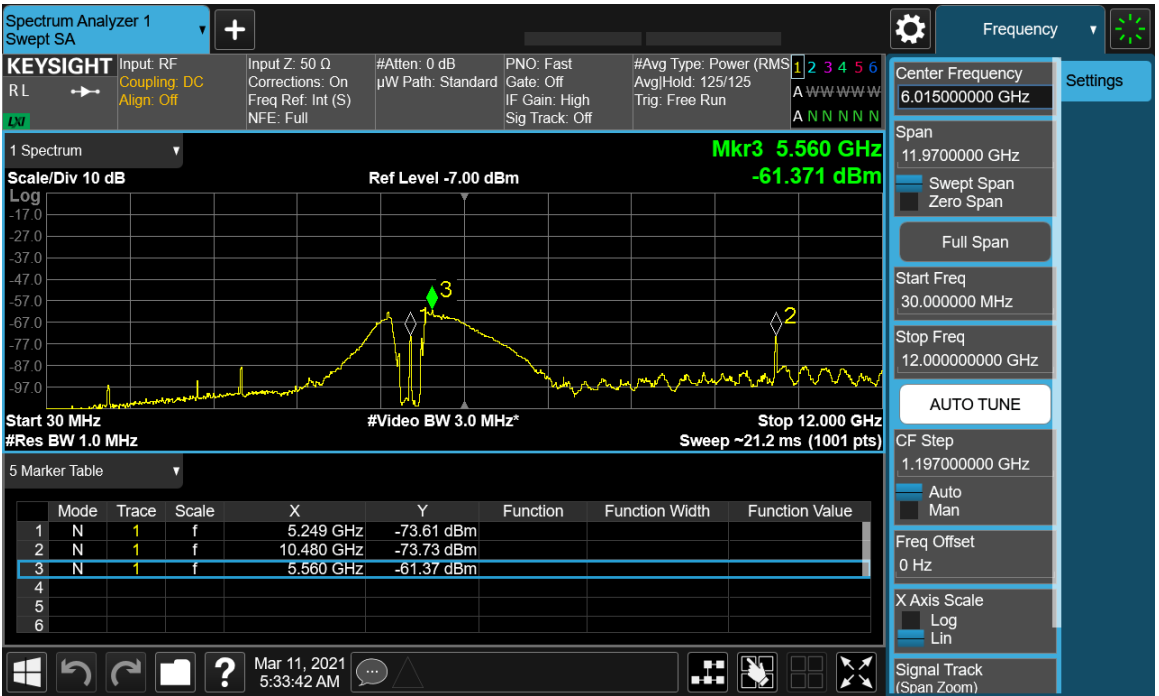 Spectrum Analyzer 1
Swept SA
Frequency
KEYSIGHT
RL
LXI
Input: RF
Coupling: DC
Align: Off
Input Z: 50 Ω
Corrections: On
Freq Ref: Int (S)
NFE: Full
#Atten: 0 dB
µW Path: Standard
PNO: Fast
Gate: Off
IF Gain: High
Sig Track: Off
#Avg Type: Power (RMS
Avg|Hold: 125/125
Trig: Free Run
1 2 3 4 5 6
A W W W W W
A N N N N N
1 Spectrum
Mkr3 5.560 GHz
-61.371 dBm
Scale/Div 10 dB
Ref Level -7.00 dBm
Log
-17.0
-27.0
-37.0
-47.0
-57.0
-67.0
-77.0
-87.0
-97.0
1
2
3
Start 30 MHz
#Video BW 3.0 MHz*
Stop 12.000 GHz
#Res BW 1.0 MHz
Sweep ~21.2 ms (1001 pts)
5 Marker Table
Mode Trace Scale X Y Function Function Width Function Value
1 N 1 f 5.249 GHz -73.61 dBm
2 N 1 f 10.480 GHz -73.73 dBm
3 N 1 f 5.560 GHz -61.37 dBm
4
5
6
Mar 11, 2021
5:33:42 AM
Center Frequency
6.015000000 GHz
Span
11.9700000 GHz
Swept Span
Zero Span
Full Span
Start Freq
30.000000 MHz
Stop Freq
12.000000000 GHz
AUTO TUNE
CF Step
1.197000000 GHz
Auto
Man
Freq Offset
0 Hz
X Axis Scale
Log
Lin
Signal Track
(Span Zoom)
Settings